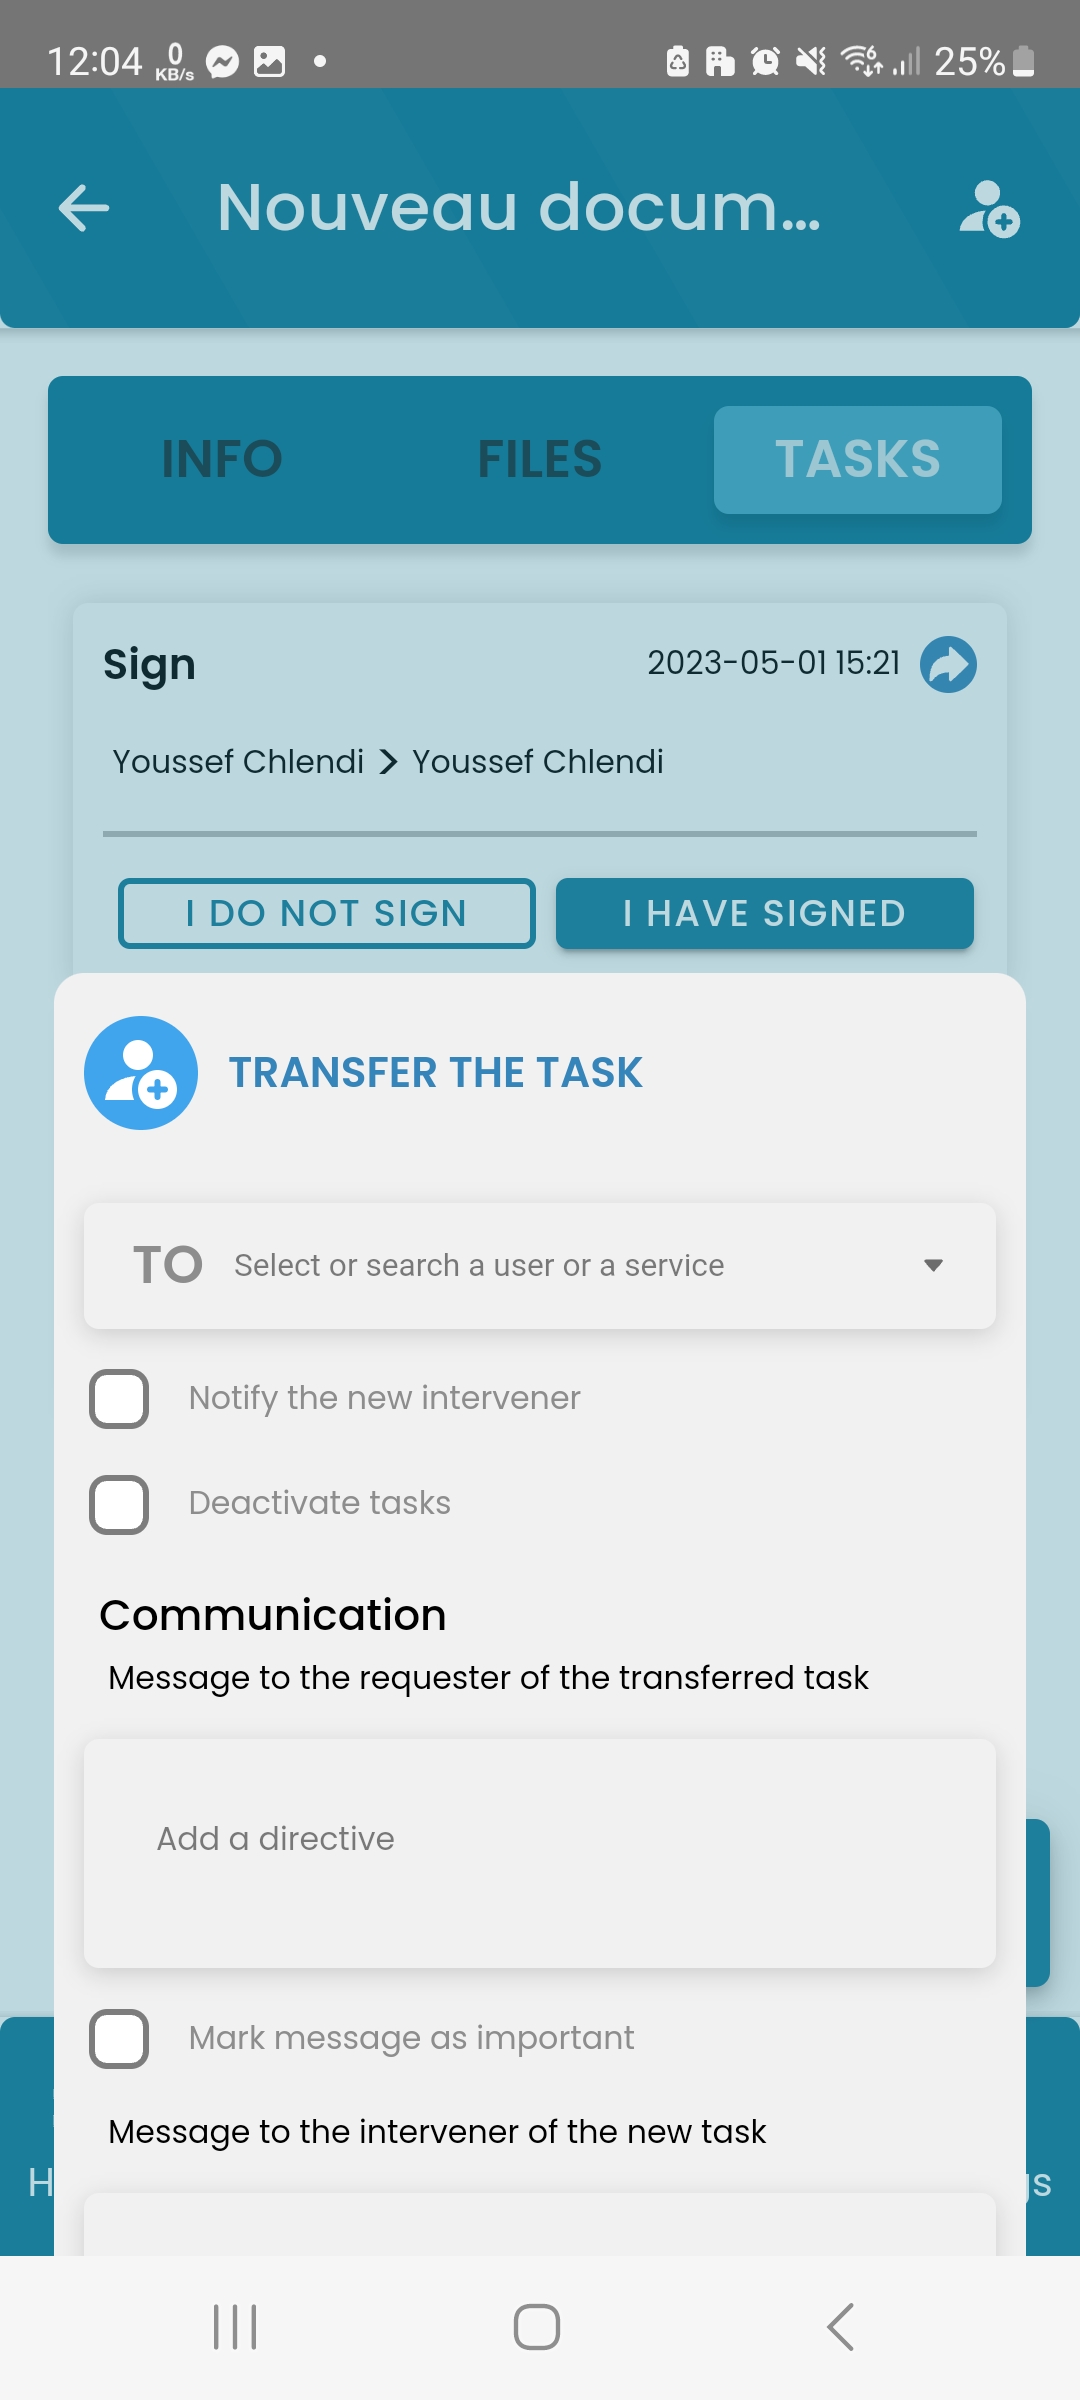 12:04 0 KB/s 6 25%
Nouveau docum...
INFO FILES TASKS
Sign 2023-05-01 15:21
Youssef Chlendi > Youssef Chlendi
I DO NOT SIGN I HAVE SIGNED
TRANSFER THE TASK
TO Select or search a user or a service
Notify the new intervener
Deactivate tasks
Communication
Message to the requester of the transferred task
Add a directive
Mark message as important
Message to the intervener of the new task